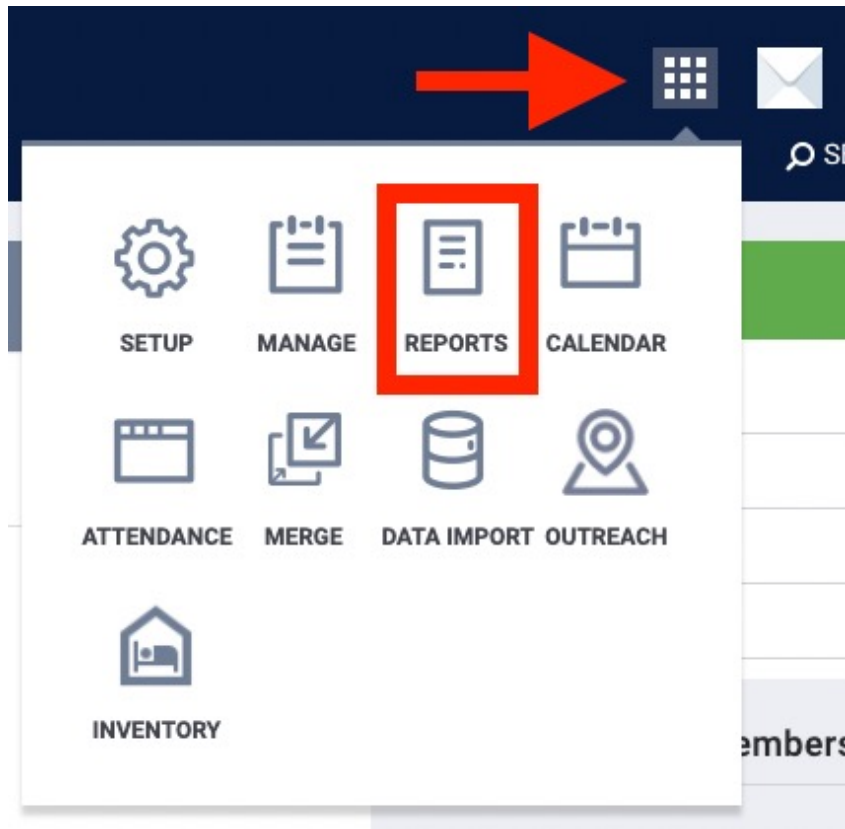 SETUP MANAGE REPORTS CALENDAR
ATTENDANCE MERGE DATA IMPORT OUTREACH
INVENTORY